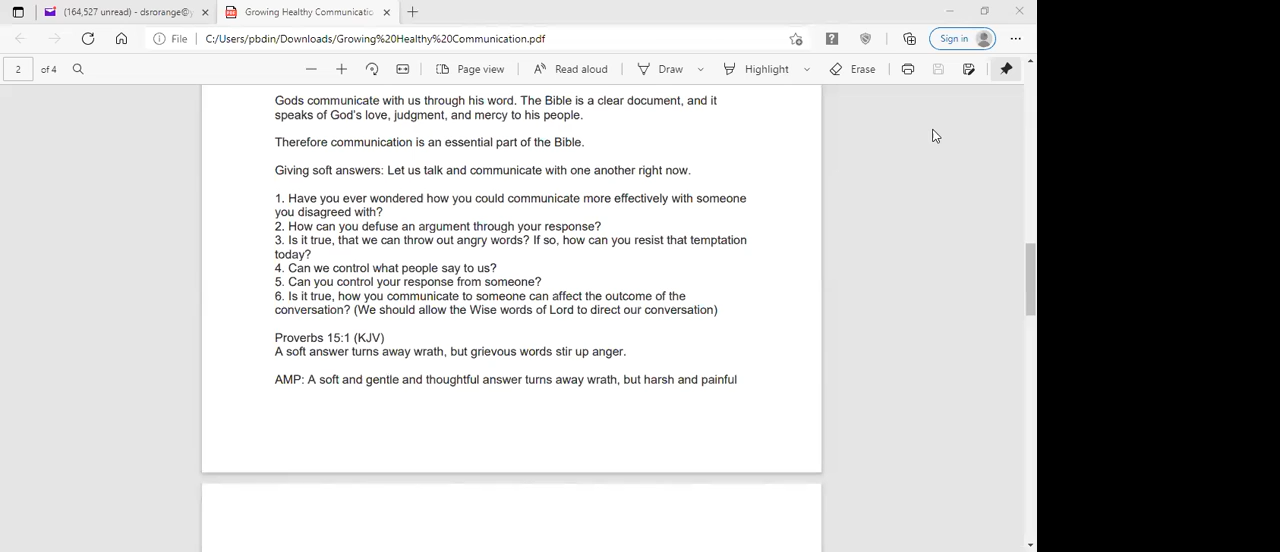 (164,527 unread) - dsrorange@y
Growing Healthy Communicatio
File C:/Users/pbdin/Downloads/Growing%20Healthy%20Communication.pdf
Sign in
2 of 4 Page view Read aloud Draw Highlight Erase
Gods communicate with us through his word. The Bible is a clear document, and it
speaks of God's love, judgment, and mercy to his people.
Therefore communication is an essential part of the Bible.
Giving soft answers: Let us talk and communicate with one another right now.
1. Have you ever wondered how you could communicate more effectively with someone
you disagreed with?
2. How can you defuse an argument through your response?
3. Is it true, that we can throw out angry words? If so, how can you resist that temptation
today?
4. Can we control what people say to us?
5. Can you control your response from someone?
6. Is it true, how you communicate to someone can affect the outcome of the
conversation? (We should allow the Wise words of Lord to direct our conversation)
Proverbs 15:1 (KJV)
A soft answer turns away wrath, but grievous words stir up anger.
AMP: A soft and gentle and thoughtful answer turns away wrath, but harsh and painful